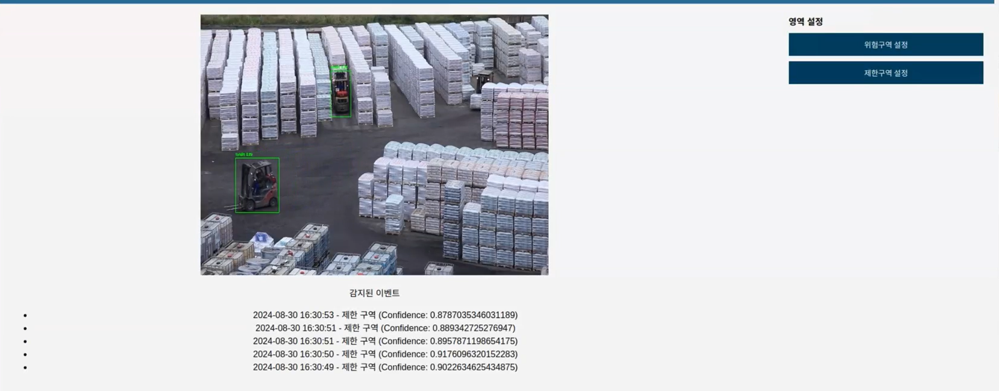 영역 설정
위험구역 설정
제한구역 설정
감지된 이벤트
2024-08-30 16:30:53 - 제한 구역 (Confidence: 0.8787035346031189)
2024-08-30 16:30:51 - 제한 구역 (Confidence: 0.889342725276947)
2024-08-30 16:30:51 - 제한 구역 (Confidence: 0.8957871198654175)
2024-08-30 16:30:50 - 제한 구역 (Confidence: 0.9176096320152283)
2024-08-30 16:30:49 - 제한 구역 (Confidence: 0.9022634625434875)